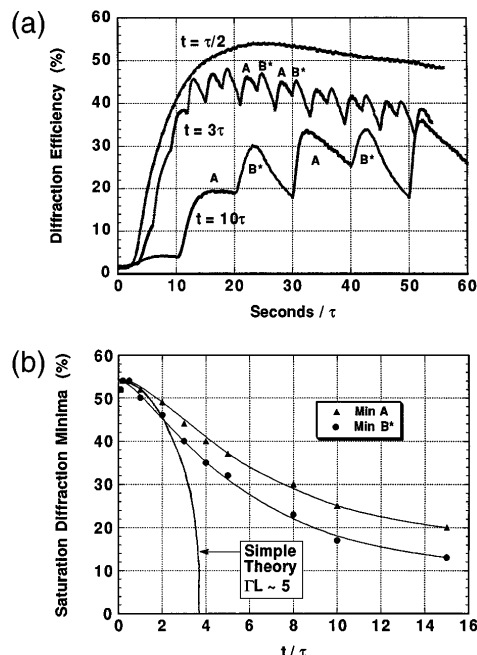 (a)
60
50
40
30
20
10
0
Diffraction Efficiency (%)
t = τ/2
A B* A B*
t = 3τ
A
B*
A
B*
t = 10τ
0 10 20 30 40 50 60
Seconds / τ
(b)
60
50
40
30
20
10
0
Saturation Diffraction Minima (%)
Min A
Min B*
Simple
Theory
ΓL ~ 5
0 2 4 6 8 10 12 14 16
t / τ